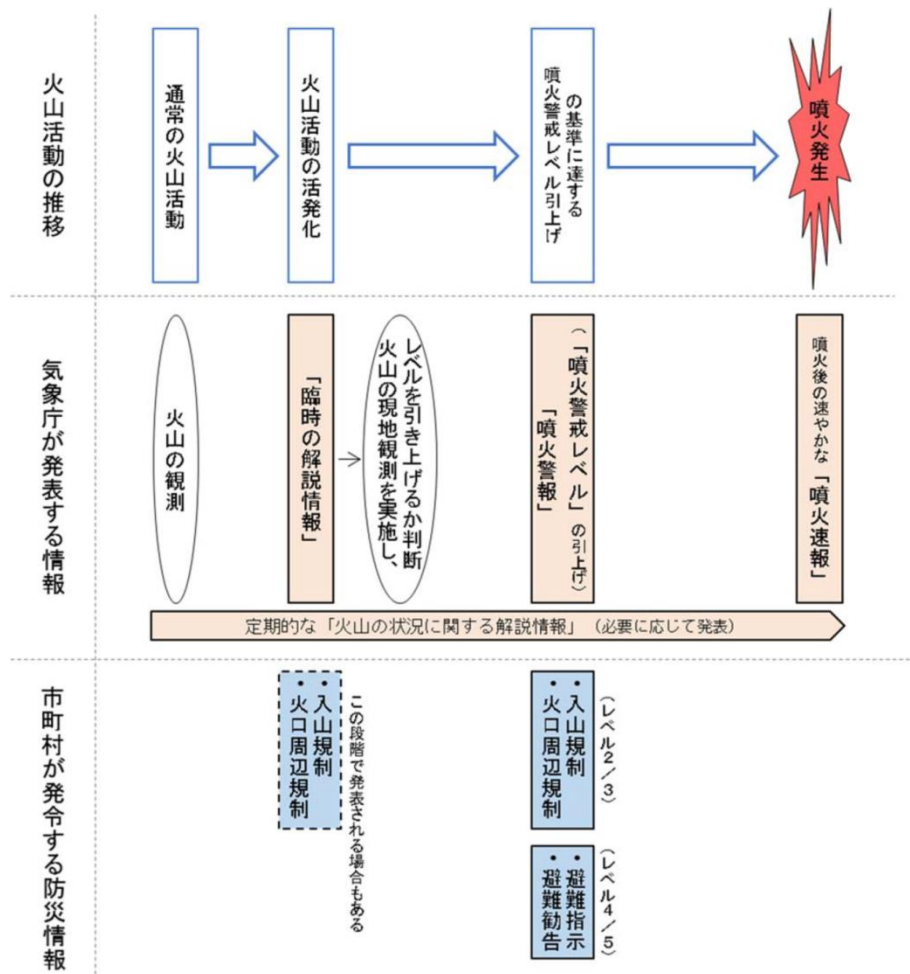 火山活動の推移
通常の火山活動
火山活動の活発化
噴火警戒レベル引上げ
の基準に達する
噴火発生
気象庁が発表する情報
火山の観測
「臨時の解説情報」
火山の現地観測を実施し、
レベルを引き上げるか判断
「噴火警報」
(「噴火警戒レベル」の引上げ)
噴火後の速やかな「噴火速報」
定期的な「火山の状況に関する解説情報」（必要に応じて発表）
市町村が発令する防災情報
・火口周辺規制
・入山規制
この段階で発表される場合もある
・火口周辺規制
・入山規制
(レベル2/3)
・避難勧告
・避難指示
(レベル4/5)